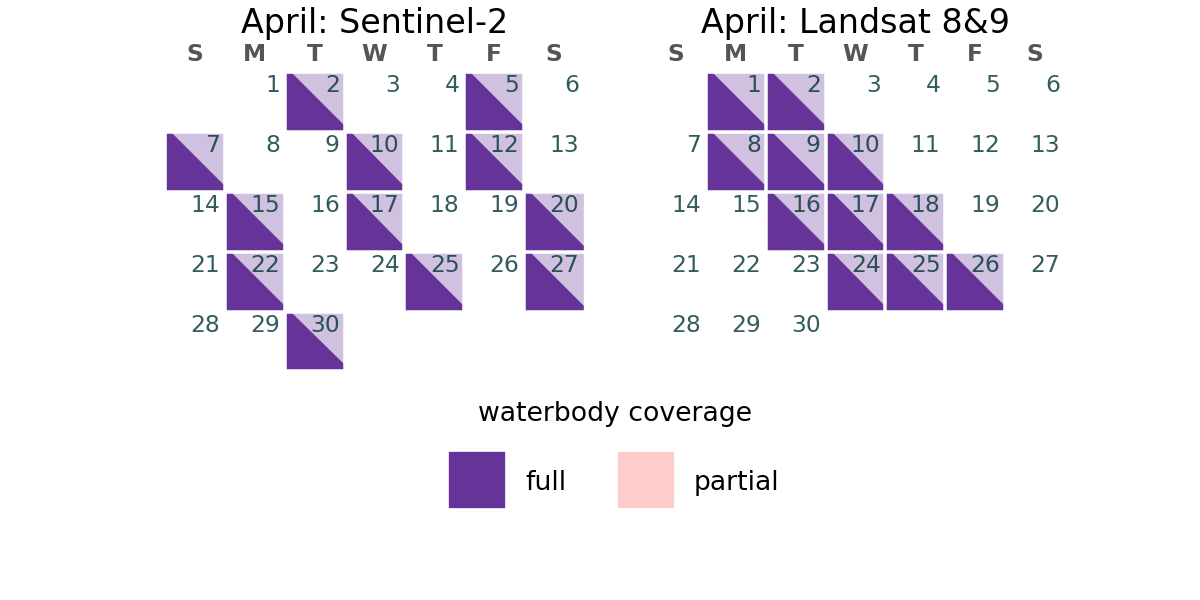 April: Sentinel-2
S M T W T F S
1 2 3 4 5 6
7 8 9 10 11 12 13
14 15 16 17 18 19 20
21 22 23 24 25 26 27
28 29 30
April: Landsat 8&9
S M T W T F S
1 2 3 4 5 6
7 8 9 10 11 12 13
14 15 16 17 18 19 20
21 22 23 24 25 26 27
28 29 30
waterbody coverage
full
partial